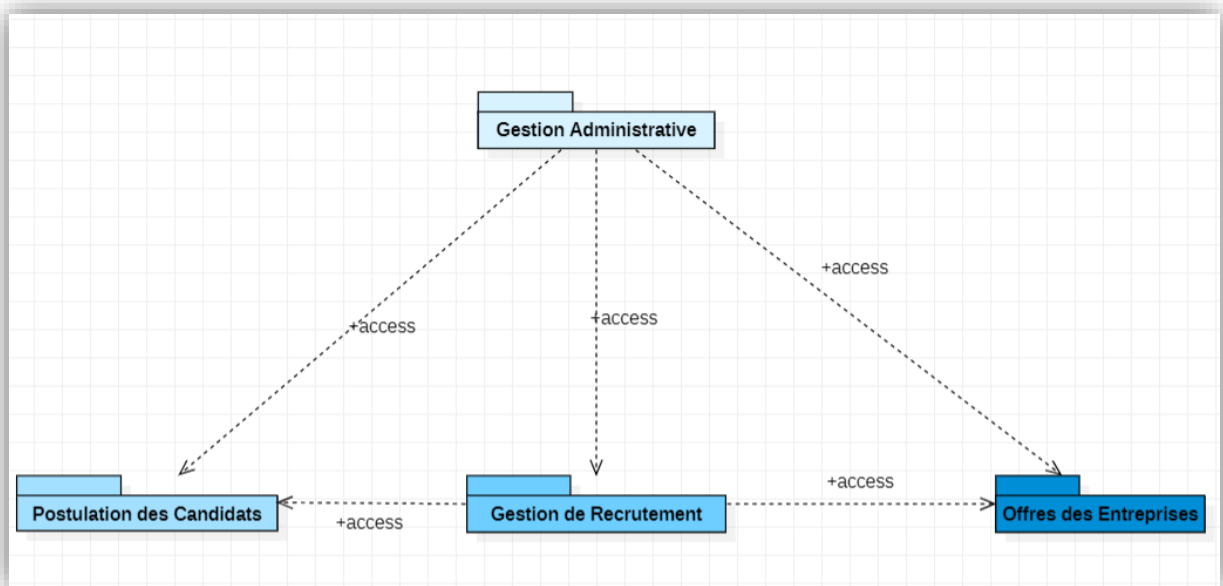 Gestion Administrative
+access
+access
+access
Postulation des Candidats
+access
Gestion de Recrutement
+access
Offres des Entreprises